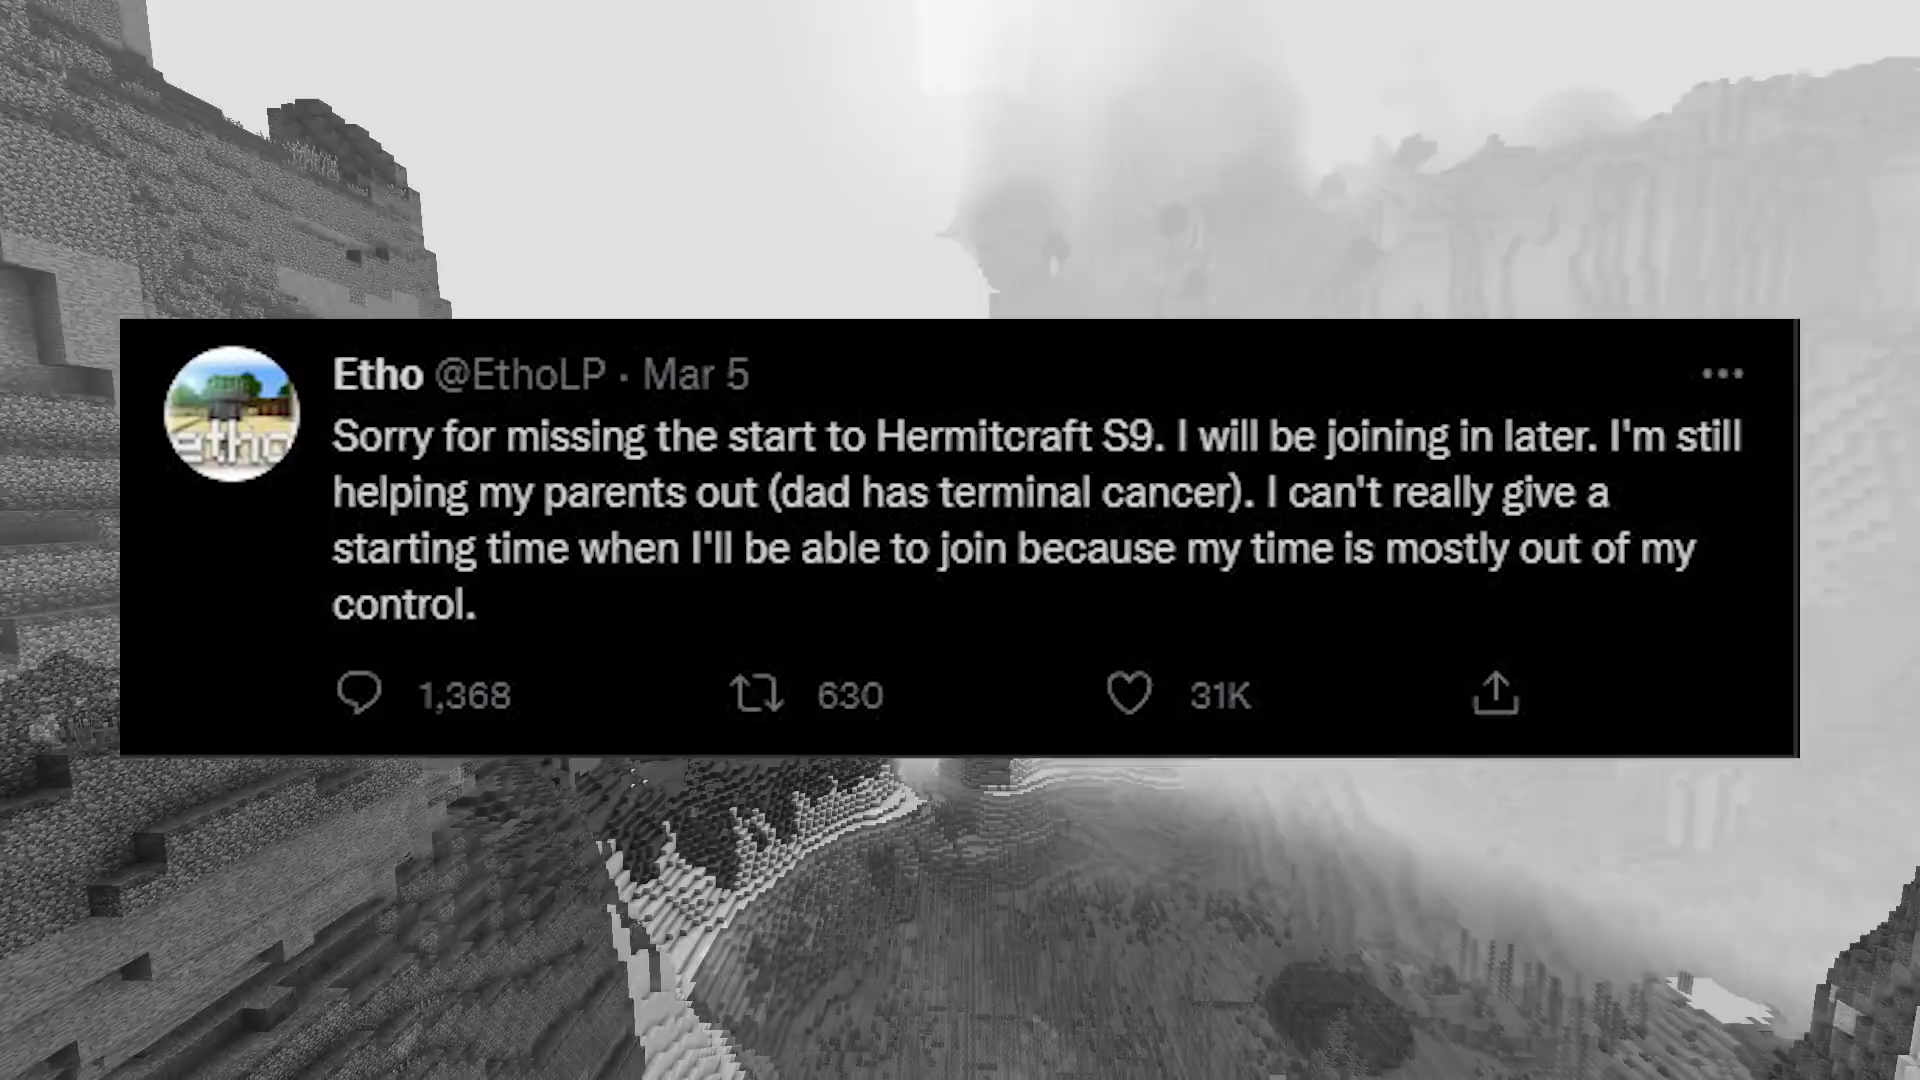 Etho @EthoLP · Mar 5
Sorry for missing the start to Hermitcraft S9. I will be joining in later. I'm still
helping my parents out (dad has terminal cancer). I can't really give a
starting time when I'll be able to join because my time is mostly out of my
control.
1,368 630 31K
etho